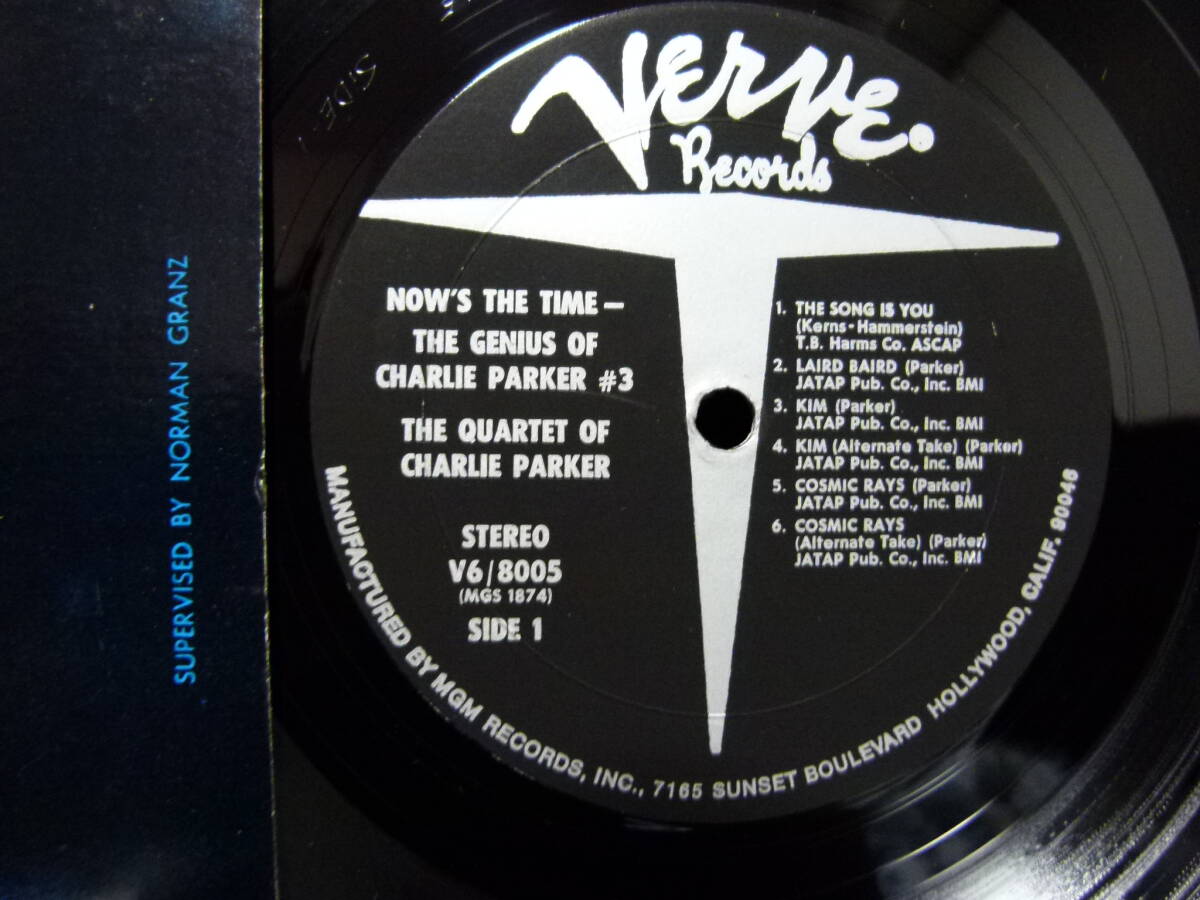 SUPERVISED BY NORMAN GRANZ
SIDE 1
Verve.
Records
NOW'S THE TIME—
THE GENIUS OF
CHARLIE PARKER #3
THE QUARTET OF
CHARLIE PARKER
STEREO
V6/8005
(MGS 1874)
SIDE 1
1. THE SONG IS YOU
(Kerns-Hammerstein)
T.B. Harms Co. ASCAP
2. LAIRD BAIRD (Parker)
JATAP Pub. Co., Inc. BMI
3. KIM (Parker)
JATAP Pub. Co., Inc. BMI
4. KIM (Alternate Take) (Parker)
JATAP Pub. Co., Inc. BMI
5. COSMIC RAYS (Parker)
JATAP Pub. Co., Inc. BMI
6. COSMIC RAYS
(Alternate Take) (Parker)
JATAP Pub. Co., Inc. BMI
MANUFACTURED BY MGM RECORDS, INC., 7165 SUNSET BOULEVARD HOLLYWOOD, CALIF. 90046